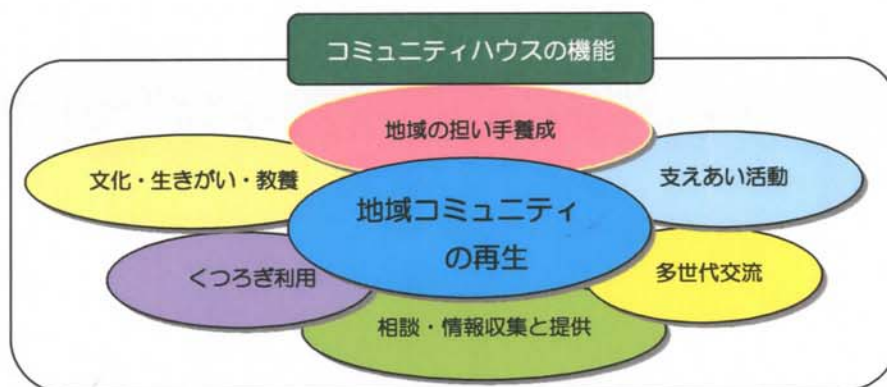 コミュニティハウスの機能
地域の担い手養成
文化・生きがい・教養
支えあい活動
地域コミュニティ
の再生
くつろぎ利用
多世代交流
相談・情報収集と提供